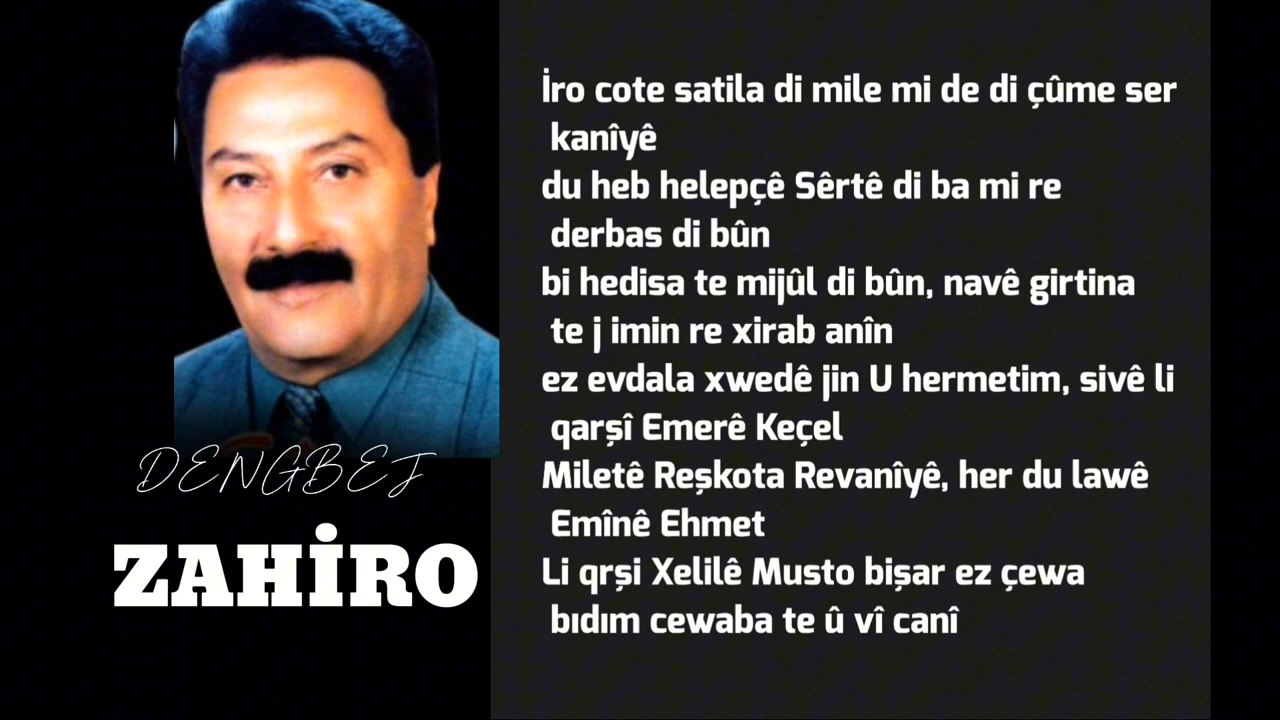 DENGBEJ
ZAHİRO
İro cote satila di mile mi de di çûme ser
kanîyê
du heb helepçê Sêrtê di ba mi re
derbas di bûn
bi hedisa te mijûl di bûn, navê girtina
te j imin re xirab anîn
ez evdala xwedê jin U hermetim, sivê li
qarşî Emerê Keçel
Miletê Reşkota Revanîyê, her du lawê
Emînê Ehmet
Li qrşi Xelilê Musto bişar ez çewa
bıdım cewaba te û vî canî